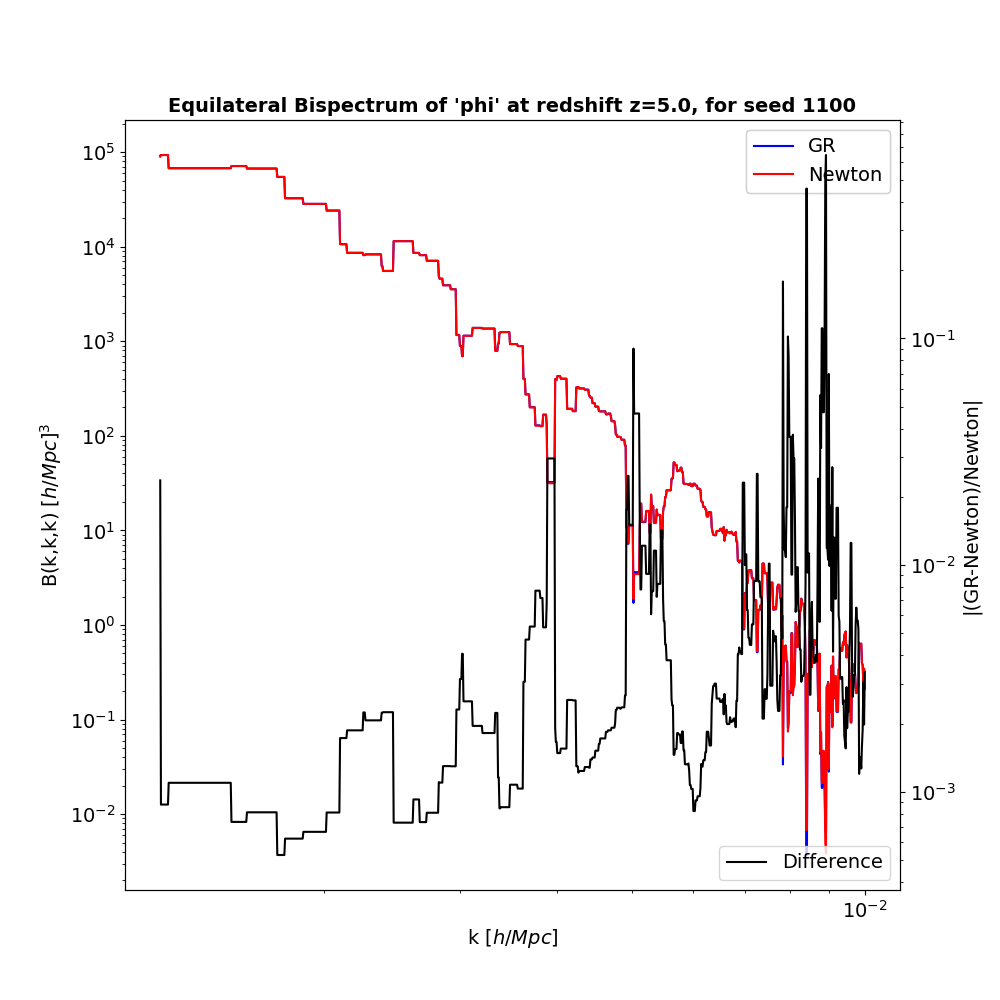 Equilateral Bispectrum of 'phi' at redshift z=5.0, for seed 1100
GR
Newton
10^5
10^4
10^3
10^2
10^1
10^0
10^{-1}
10^{-2}
B(k,k,k) [h/Mpc]^3
10^{-1}
10^{-2}
10^{-3}
|(GR-Newton)/Newton|
Difference
10^{-2}
k [h/Mpc]